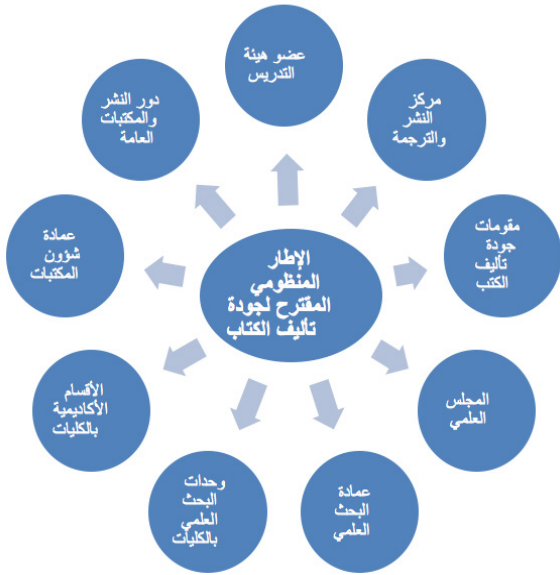 عضو هيئة
التدريس
مركز
النشر
والترجمة
مقومات
جودة
تأليف
الكتب
المجلس
العلمي
عمادة
البحث
العلمي
وحدات
البحث
العلمي
بالكليات
الأقسام
الأكاديمية
بالكليات
عمادة
شؤون
المكتبات
دور النشر
والمكتبات
العامة
الإطار
المنظومي
المقترح لجودة
تأليف الكتاب